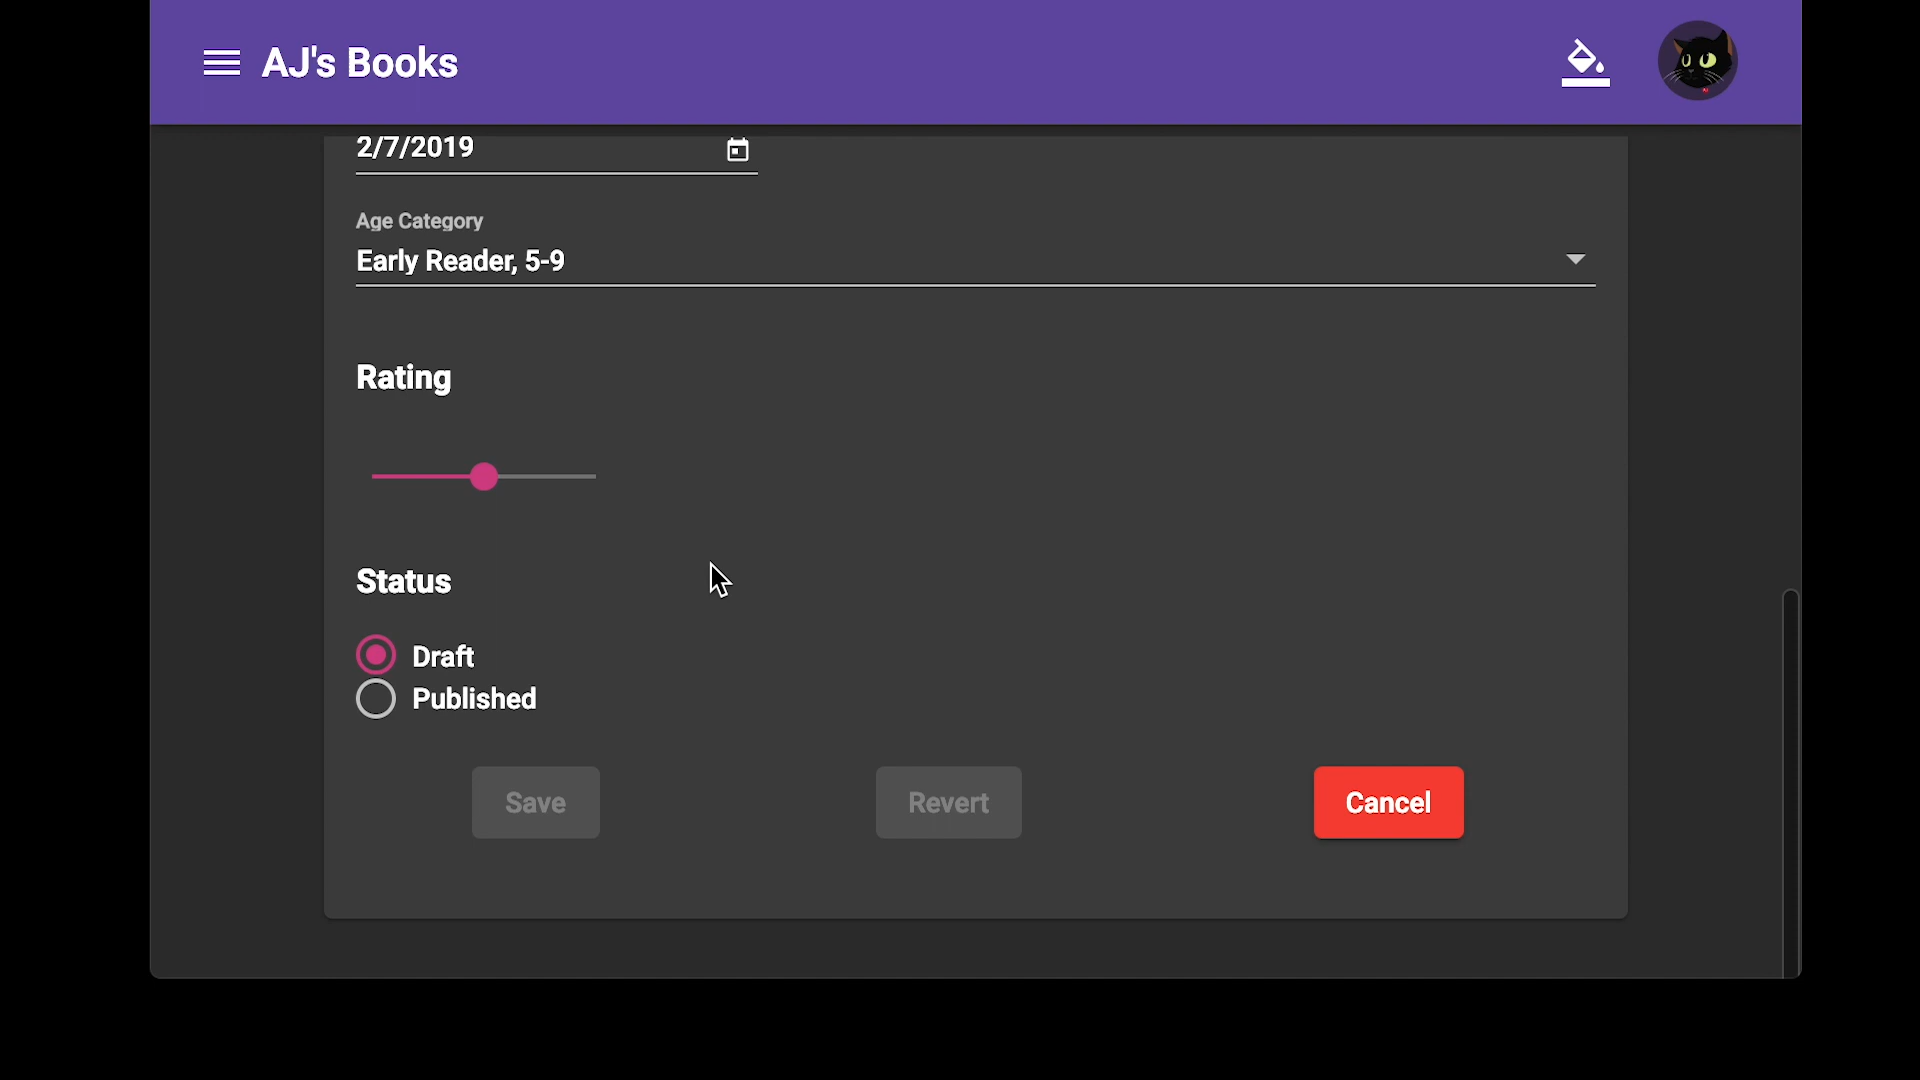 AJ's Books
2/7/2019
Age Category
Early Reader, 5-9
Rating
Status
Draft
Published
Save
Revert
Cancel